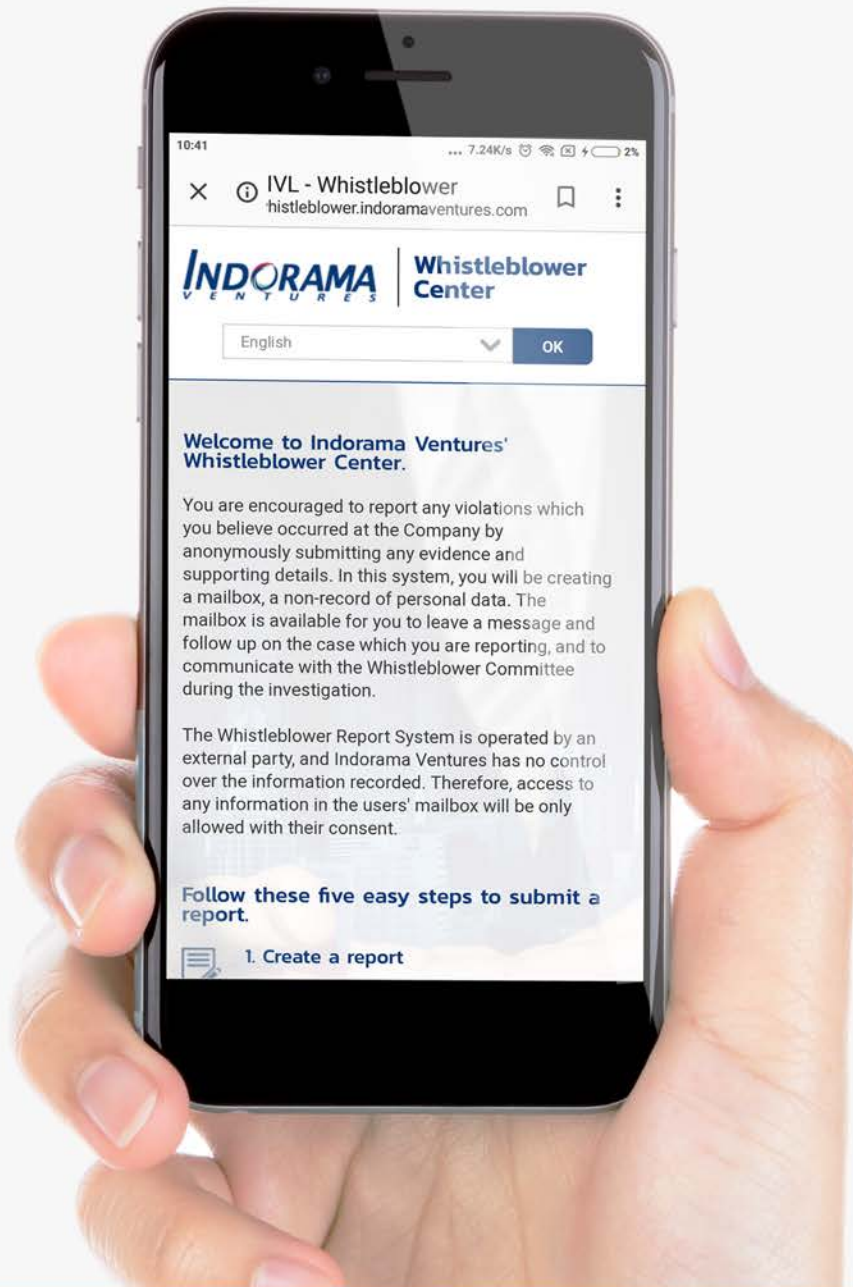 10:41
... 7.24K/s 2%
IVL - Whistleblower
histleblower.indoramaventures.com
INDORAMA
VENTURES
Whistleblower
Center
English
OK
Welcome to Indorama Ventures'
Whistleblower Center.
You are encouraged to report any violations which
you believe occurred at the Company by
anonymously submitting any evidence and
supporting details. In this system, you will be creating
a mailbox, a non-record of personal data. The
mailbox is available for you to leave a message and
follow up on the case which you are reporting, and to
communicate with the Whistleblower Committee
during the investigation.
The Whistleblower Report System is operated by an
external party, and Indorama Ventures has no control
over the information recorded. Therefore, access to
any information in the users' mailbox will be only
allowed with their consent.
Follow these five easy steps to submit a
report.
1. Create a report